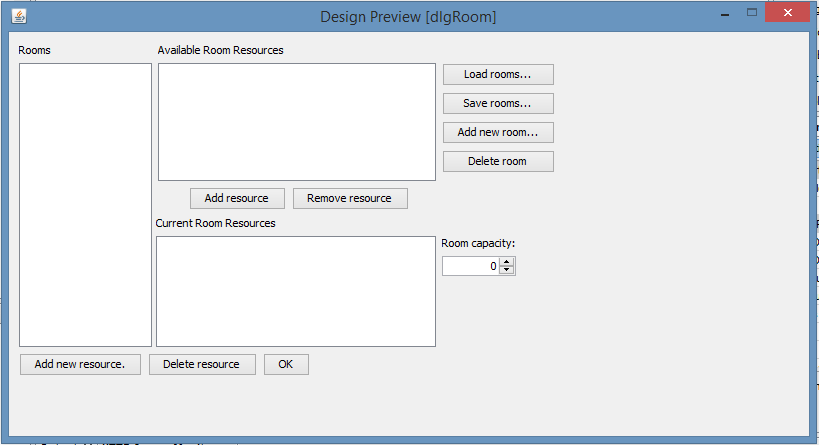 Design Preview [dlgRoom]
Rooms
Available Room Resources
Load rooms...
Save rooms...
Add new room...
Delete room
Add resource
Remove resource
Current Room Resources
Room capacity:
0
Add new resource.
Delete resource
OK